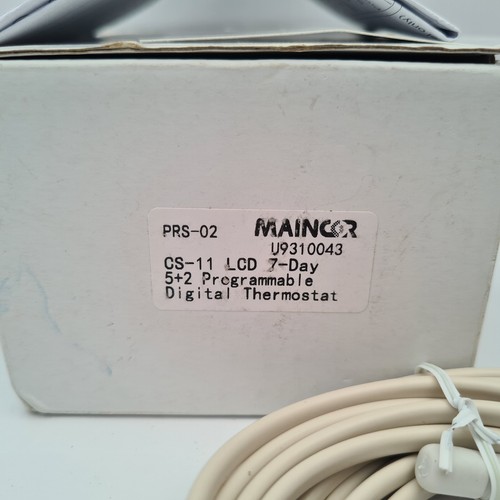 PRS-02 MAINCOR
U9310043
CS-11 LCD 7-Day
5+2 Programmable
Digital Thermostat